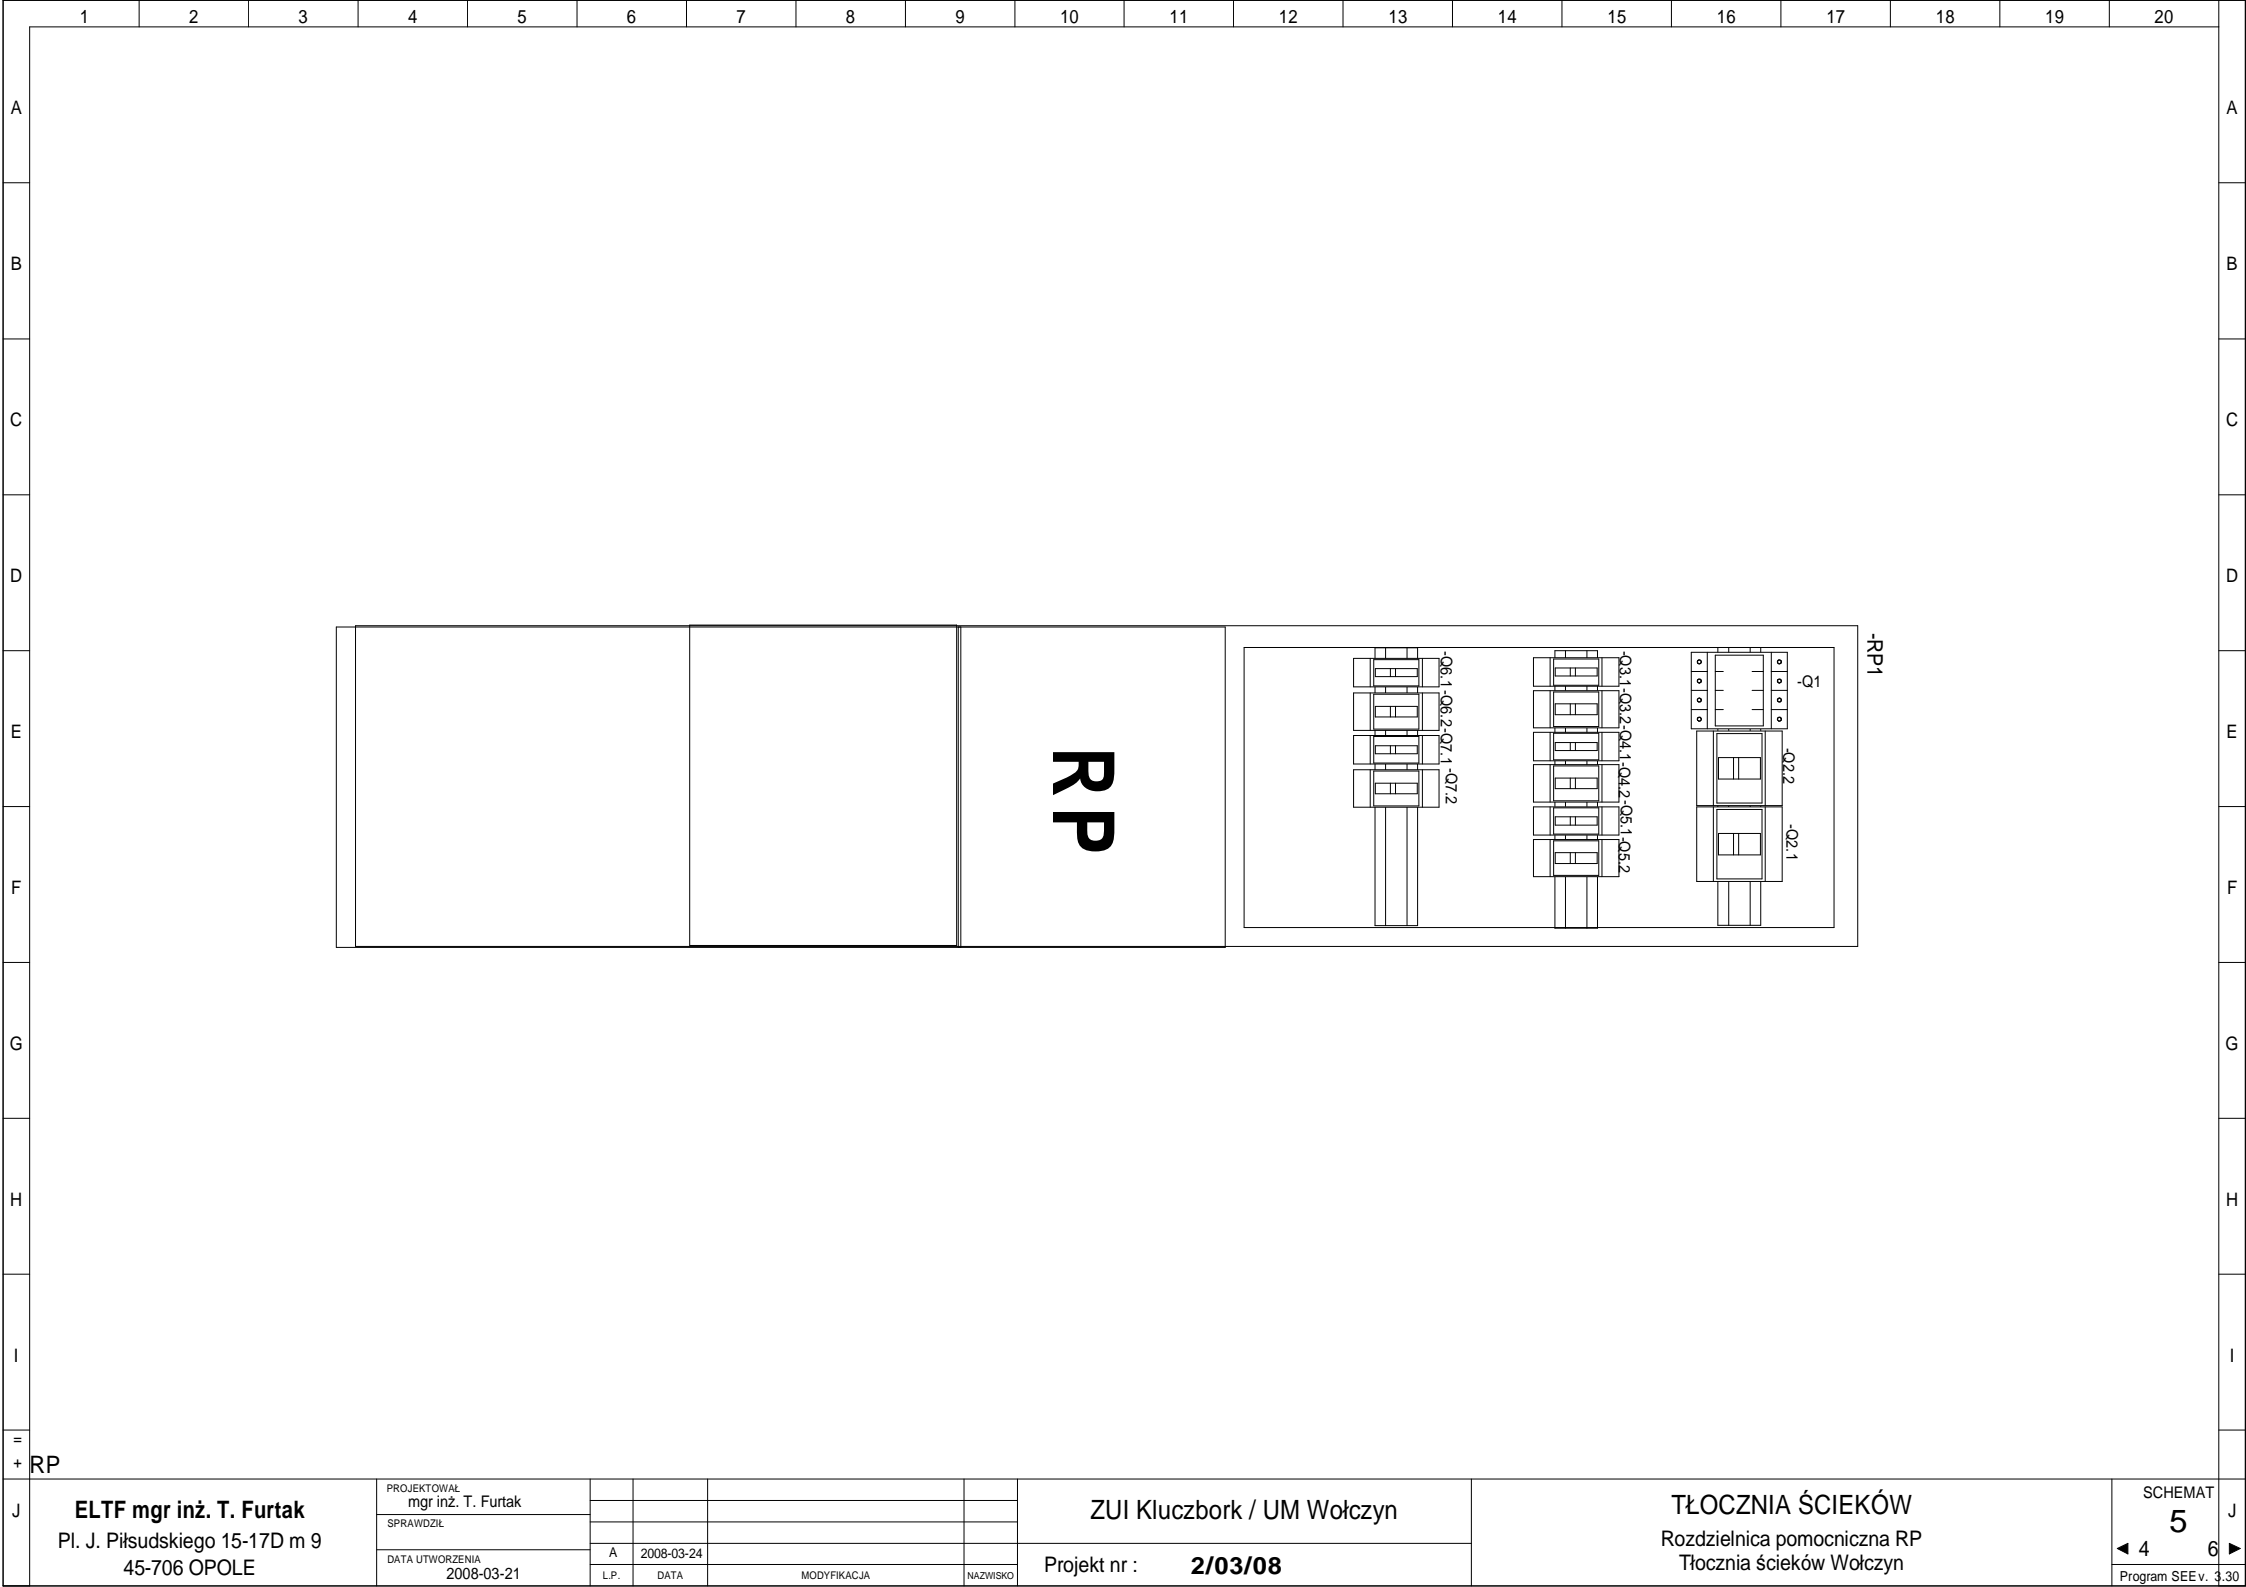 1 2 3 4 5 6 7 8 9 10 11 12 13 14 15 16 17 18 19 20
A A
B B
C C
D D
E E
F F
G G
H H
I I
J J
-RP1
-Q6.1 -Q6.2 -Q7.1 -Q7.2
-Q3.1 -Q3.2 -Q4.1 -Q4.2 -Q5.1 -Q5.2
-Q1
-Q2.2
-Q2.1
RP
=
+ RP
ELTF mgr inż. T. Furtak
Pl. J. Piłsudskiego 15-17D m 9
45-706 OPOLE
PROJEKTOWAŁ
mgr inż. T. Furtak
SPRAWDZIŁ
DATA UTWORZENIA
2008-03-21
A 2008-03-24
L.P. DATA MODYFIKACJA NAZWISKO
ZUI Kluczbork / UM Wołczyn
Projekt nr : 2/03/08
TŁOCZNIA ŚCIEKÓW
Rozdzielnica pomocniczna RP
Tłocznia ścieków Wołczyn
SCHEMAT
5
◄ 4 6 ►
Program SEE v. 3.30